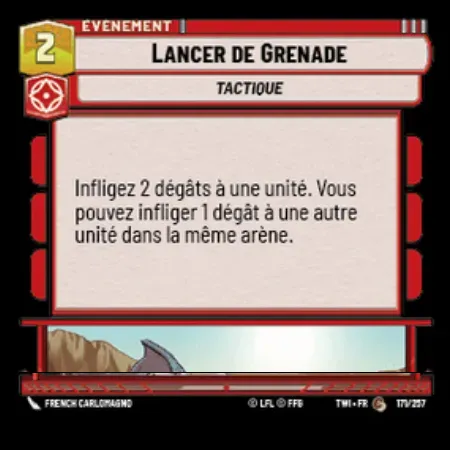 ÉVÉNEMENT
2
LANCER DE GRENADE
TACTIQUE
Infligez 2 dégâts à une unité. Vous
pouvez infliger 1 dégât à une autre
unité dans la même arène.
FRENCH CARLOMAGNO
© LFL © FFG
TWI • FR
171/257